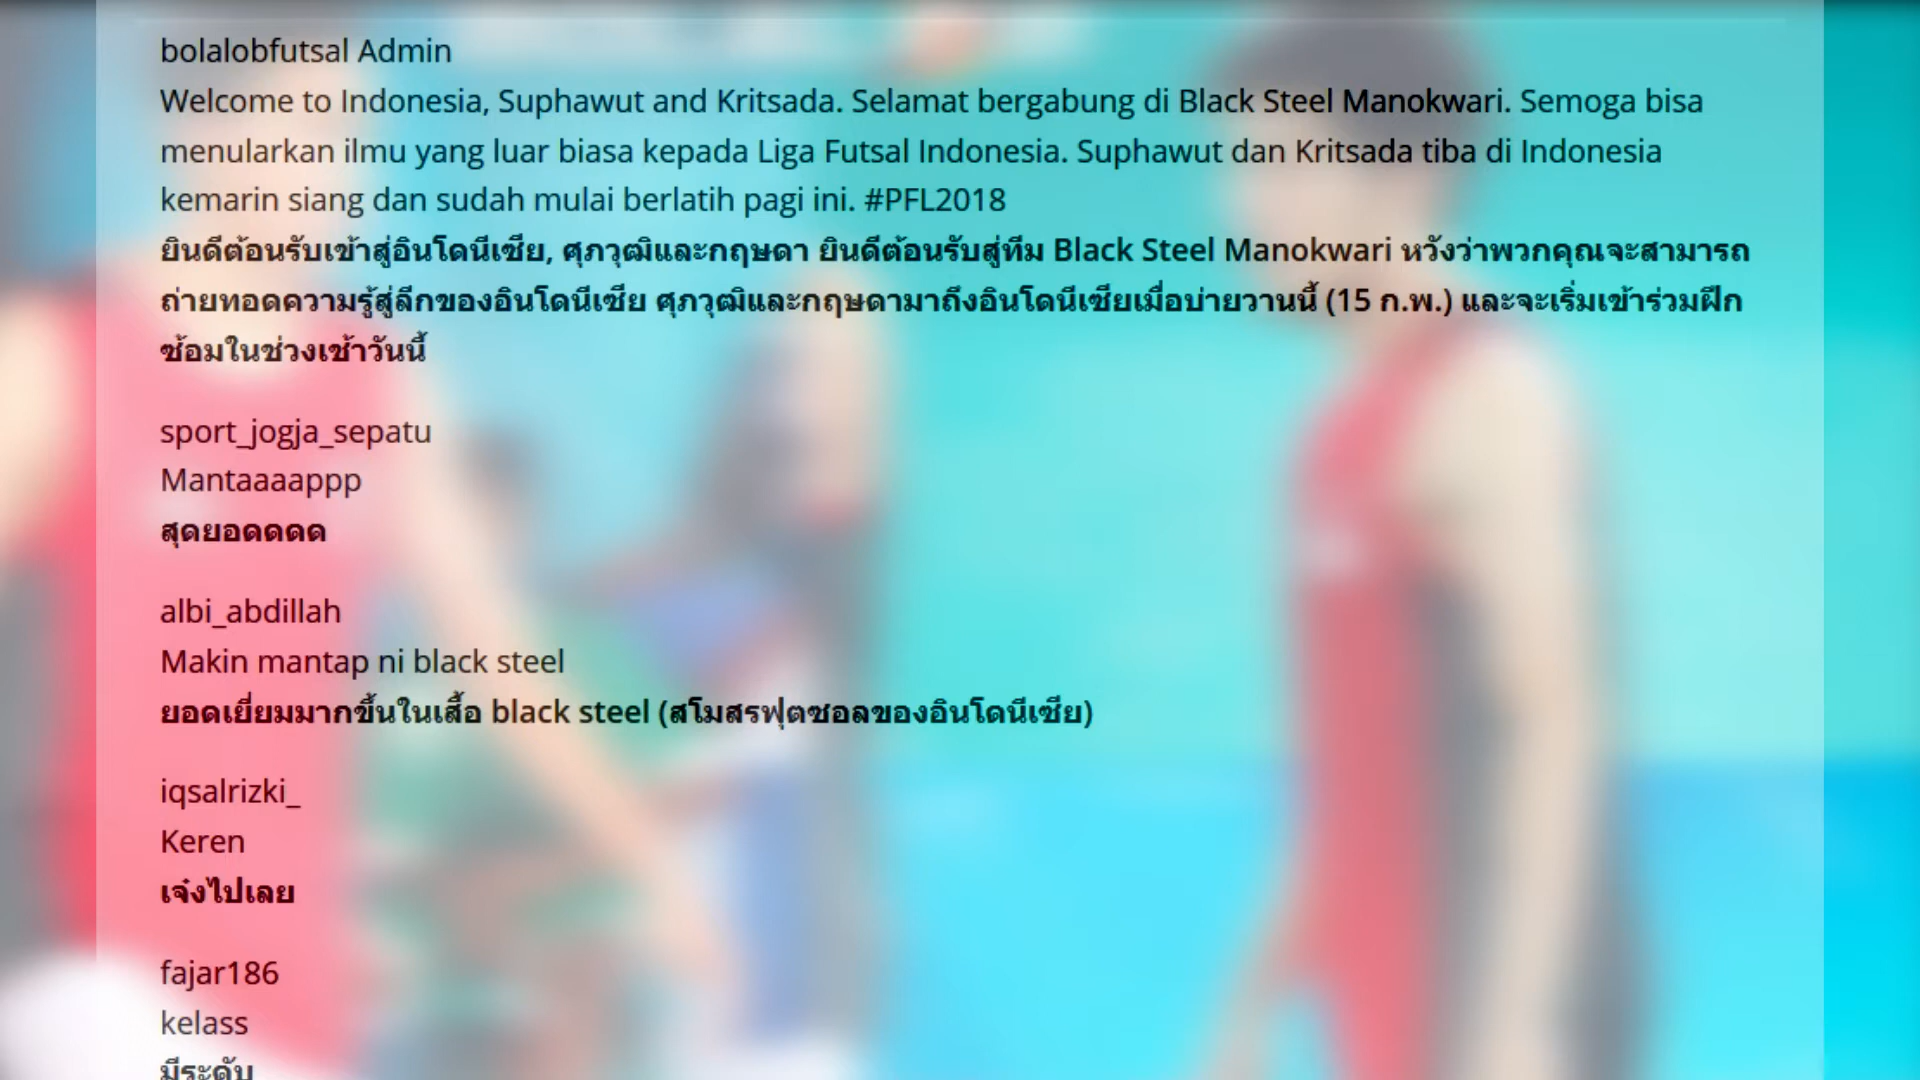 bolalobfutsal Admin
Welcome to Indonesia, Suphawut and Kritsada. Selamat bergabung di Black Steel Manokwari. Semoga bisa
menularkan ilmu yang luar biasa kepada Liga Futsal Indonesia. Suphawut dan Kritsada tiba di Indonesia
kemarin siang dan sudah mulai berlatih pagi ini. #PFL2018
ยินดีต้อนรับเข้าสู่อินโดนีเซีย, ศุภวุฒิและกฤษดา ยินดีต้อนรับสู่ทีม Black Steel Manokwari หวังว่าพวกคุณจะสามารถ
ถ่ายทอดความรู้สู่ลีกของอินโดนีเซีย ศุภวุฒิและกฤษดามาถึงอินโดนีเซียเมื่อบ่ายวานนี้ (15 ก.พ.) และจะเริ่มเข้าร่วมฝึก
ซ้อมในช่วงเช้าวันนี้
sport_jogja_sepatu
Mantaaaappp
สุดยอดดดด
albi_abdillah
Makin mantap ni black steel
ยอดเยี่ยมมากขึ้นในเสื้อ black steel (สโมสรฟุตซอลของอินโดนีเซีย)
iqsalrizki_
Keren
เจ๋งไปเลย
fajar186
kelass
มีระดับ